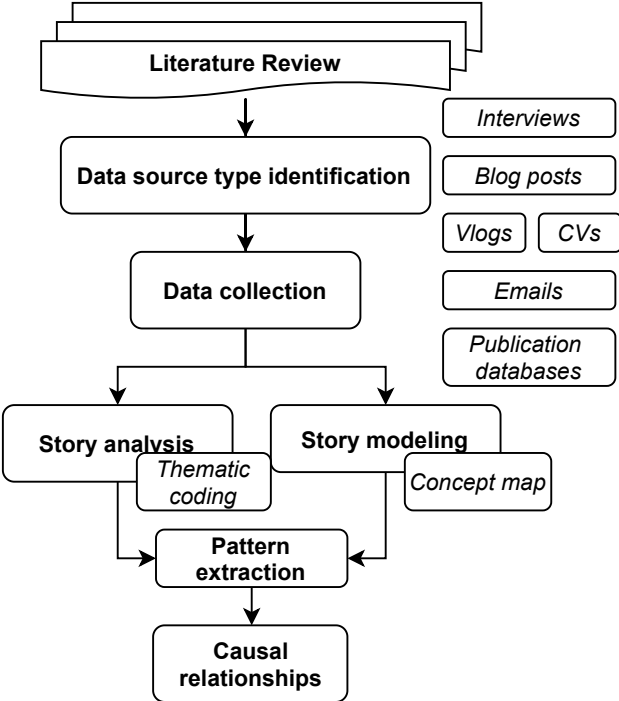 Literature Review
Interviews
Data source type identification
Blog posts
Vlogs
CVs
Data collection
Emails
Publication
databases
Story analysis
Thematic
coding
Story modeling
Concept map
Pattern
extraction
Causal
relationships